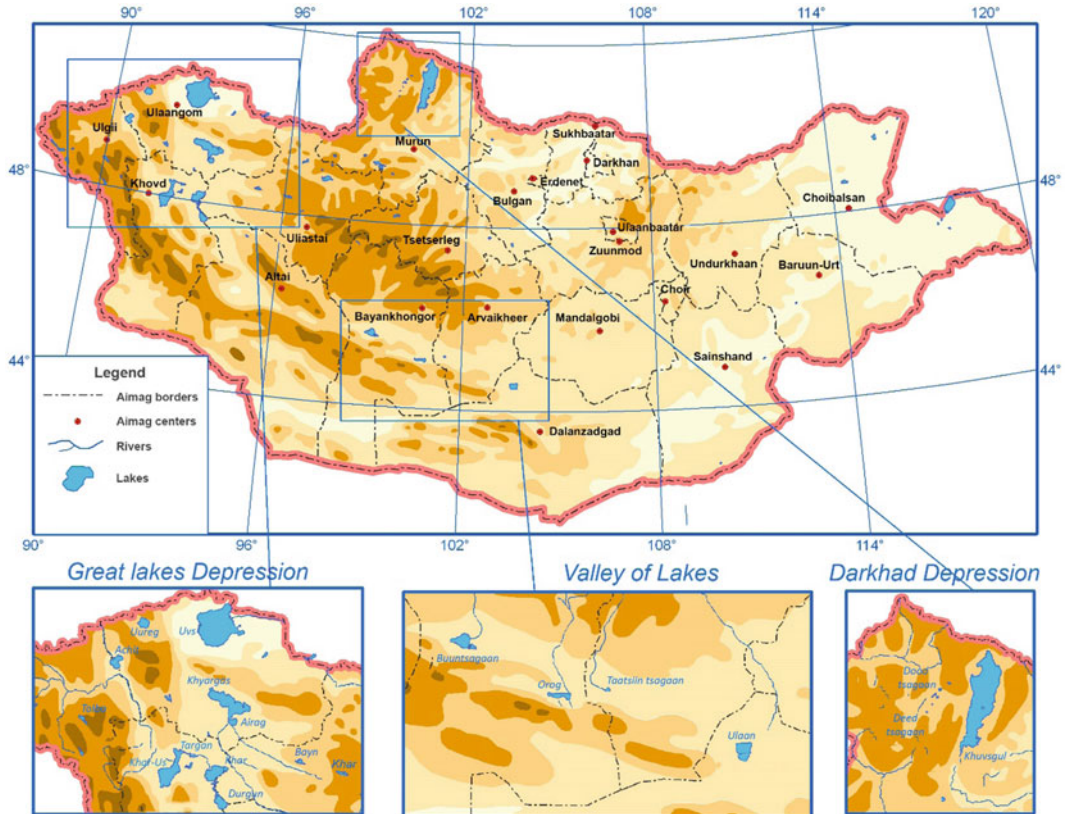 90° 96° 102° 108° 114° 120°
Ulaangom
Ulgii
Sukhbaatar
Murun
Darkhan
48° 48°
Khovd
Erdenet
Bulgan
Choibalsan
Uliastai
Tsetserleg
Ulaanbaatar
Zuunmod
Undurkhaan
Baruun-Urt
Altai
Choir
Bayankhongor
Arvaikheer
Mandalgobi
44° 44°
Sainshand
Legend
Aimag borders
Aimag centers
Rivers
Lakes
Dalanzadgad
90° 96° 102° 108° 114°
Great lakes Depression
Uureg
Uvs
Achit
Khyargas
Airag
Tolbo
Targan
Khar-Us
Khar
Bayn
Khar
Durgun
Valley of Lakes
Buuntsagaan
Orog
Taatsiin tsagaan
Ulaan
Darkhad Depression
Dood
tsagaan
Deed
tsagaan
Khuvsgul